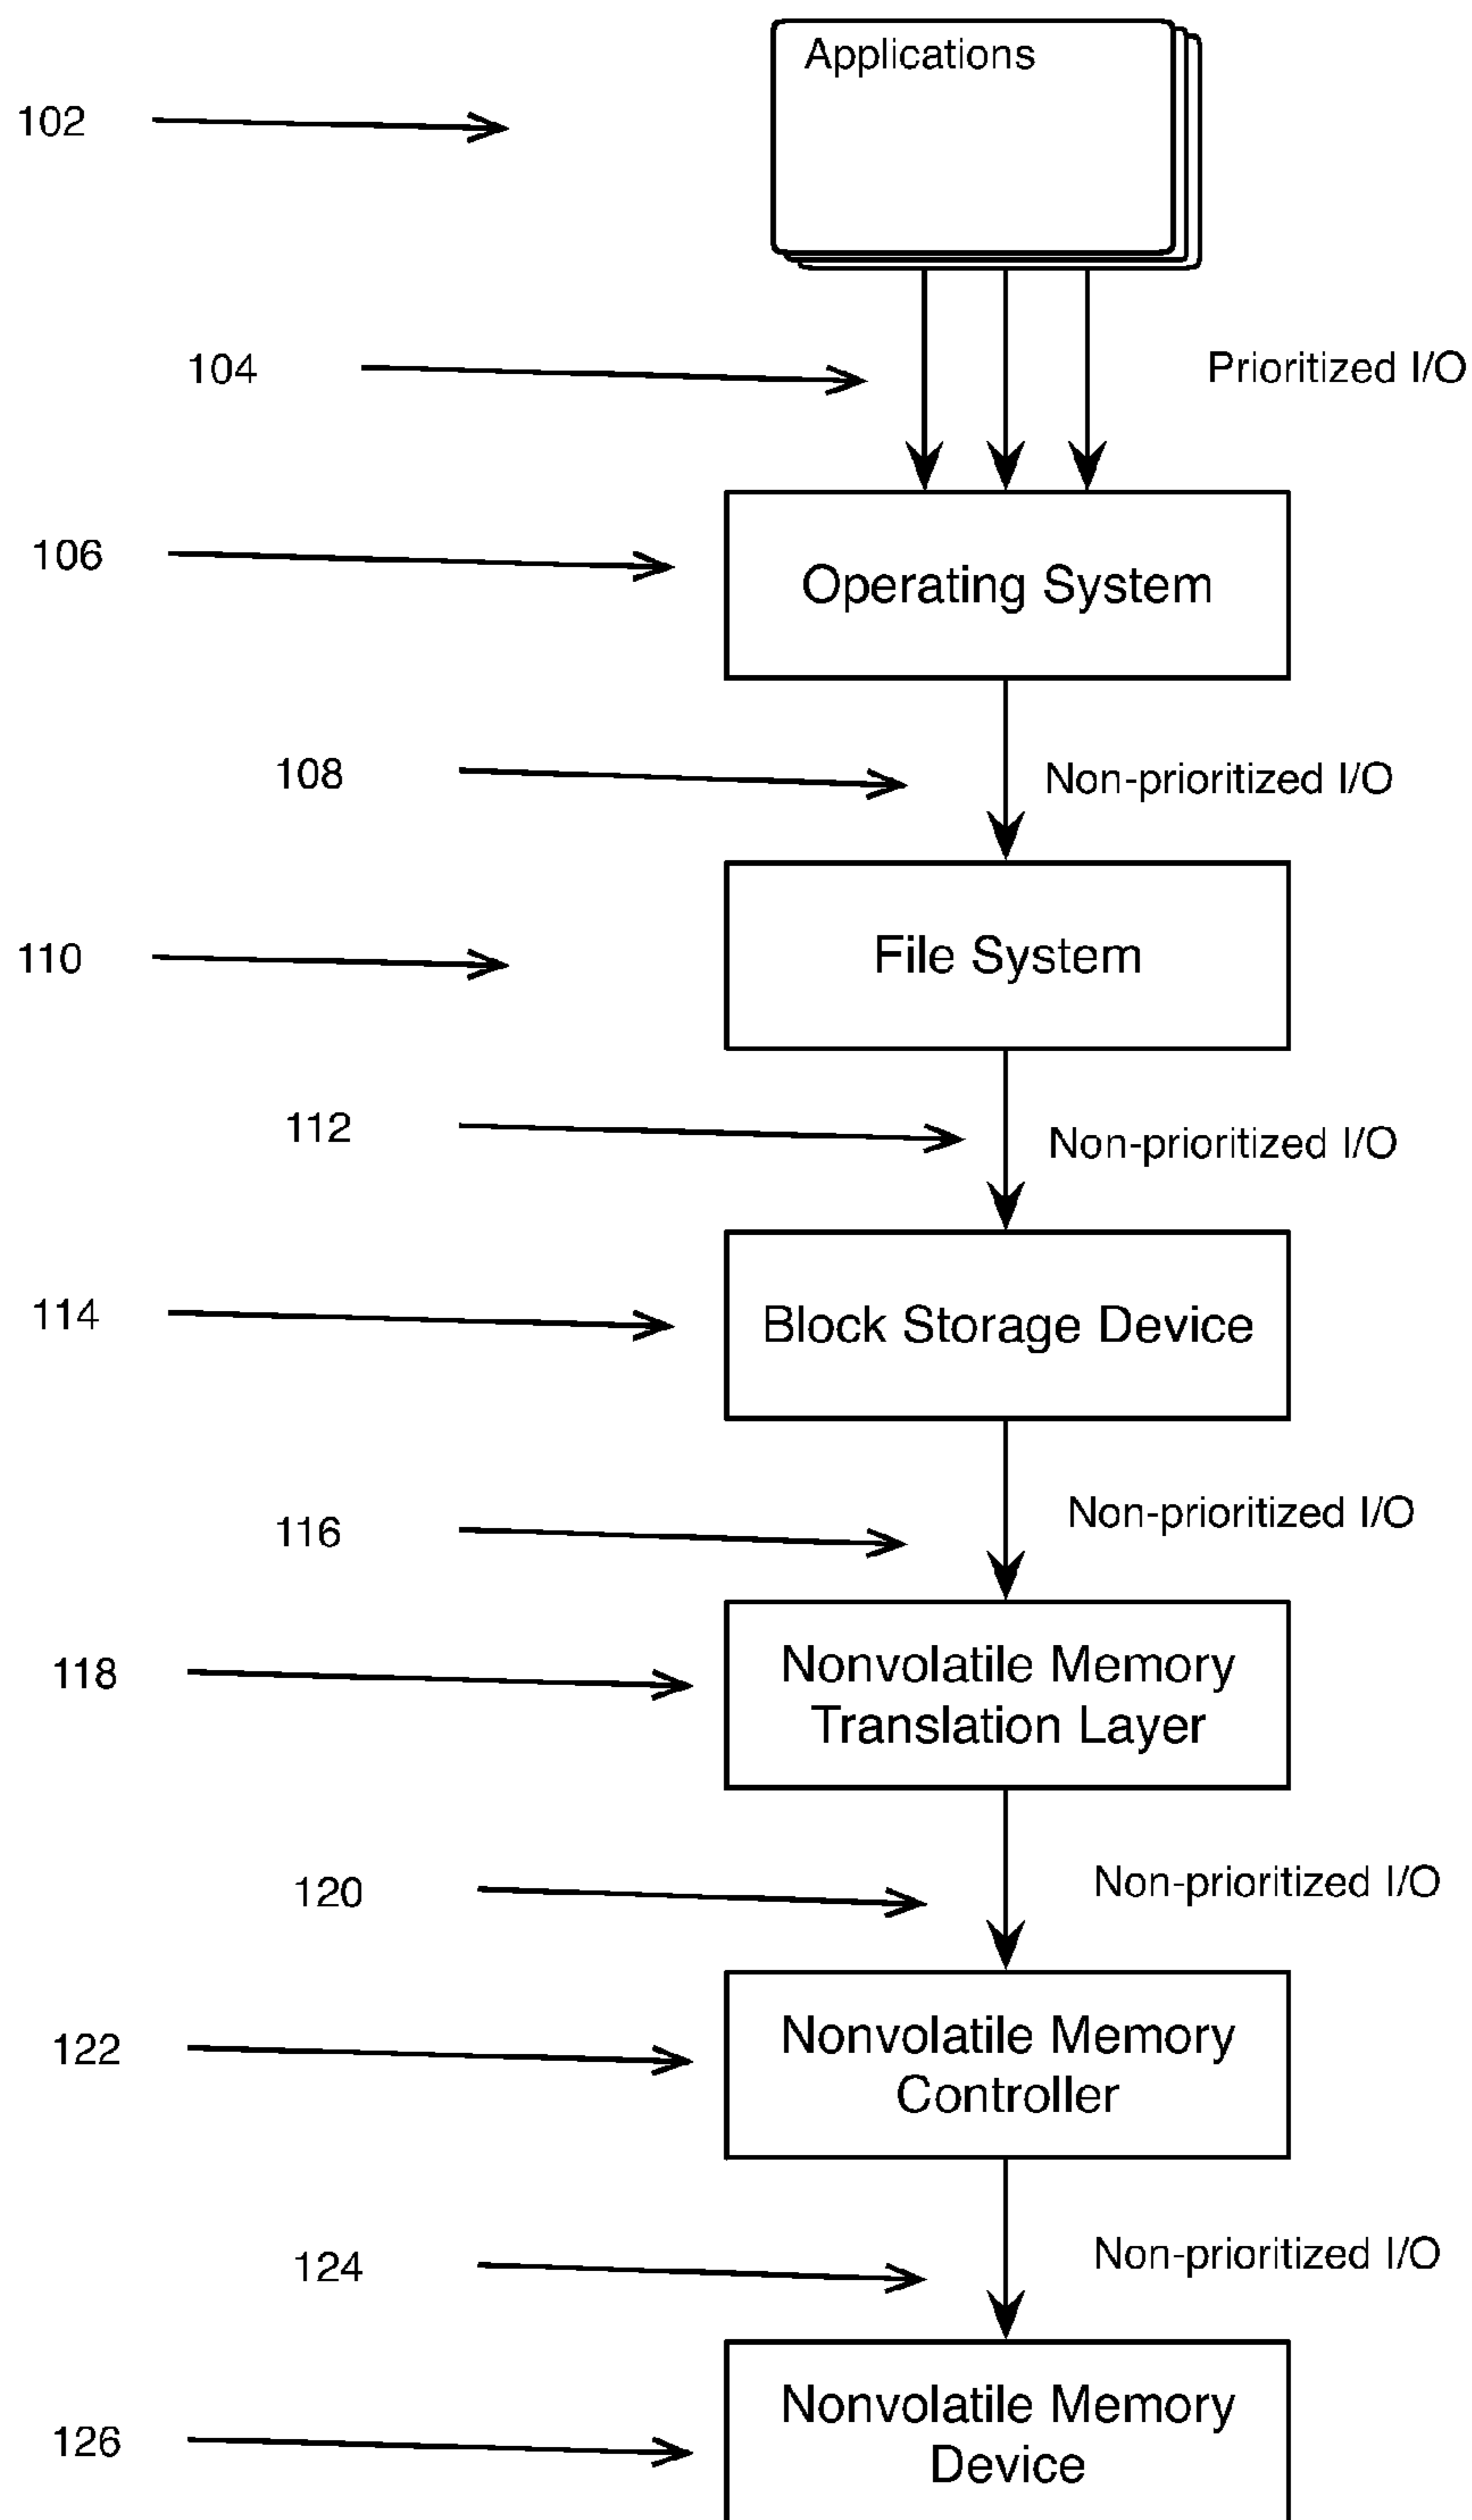 Applications
102
104
Prioritized I/O
106
Operating System
108
Non-prioritized I/O
110
File System
112
Non-prioritized I/O
114
Block Storage Device
116
Non-prioritized I/O
118
Nonvolatile Memory
Translation Layer
120
Non-prioritized I/O
122
Nonvolatile Memory
Controller
124
Non-prioritized I/O
126
Nonvolatile Memory
Device